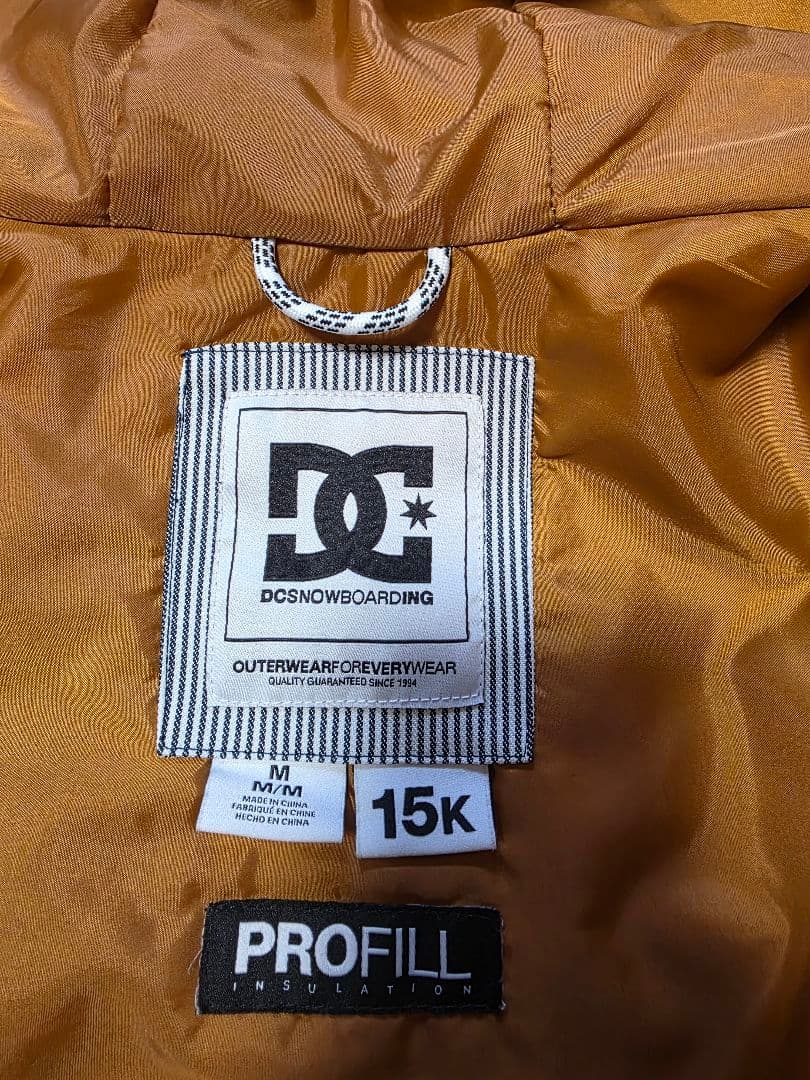 DC
DCSNOWBOARDING
OUTERWEARFOREVERYWEAR
QUALITY GUARANTEED SINCE 1994
M
M/M
MADE IN CHINA
FABRIQUÉ EN CHINE
HECHO EN CHINA
15K
PROFILL
INSULATION